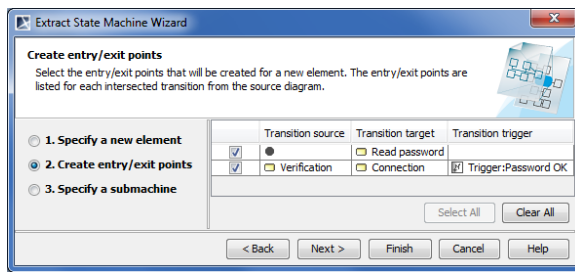 Extract State Machine Wizard
Create entry/exit points
Select the entry/exit points that will be created for a new element. The entry/exit points are
listed for each intersected transition from the source diagram.
1. Specify a new element
2. Create entry/exit points
3. Specify a submachine
Transition source Transition target Transition trigger
Read password
Verification Connection Trigger:Password OK
Select All Clear All
< Back Next > Finish Cancel Help